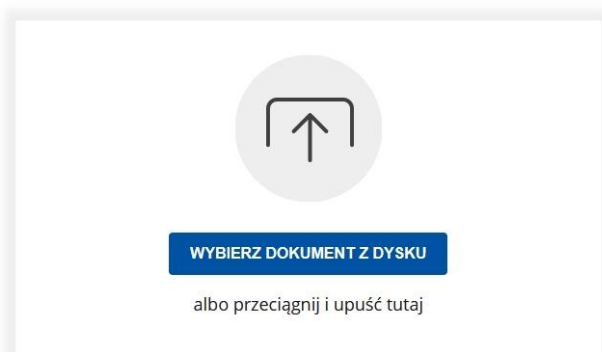 WYBIERZ DOKUMENT Z DYSKU
albo przeciągnij i upuść tutaj